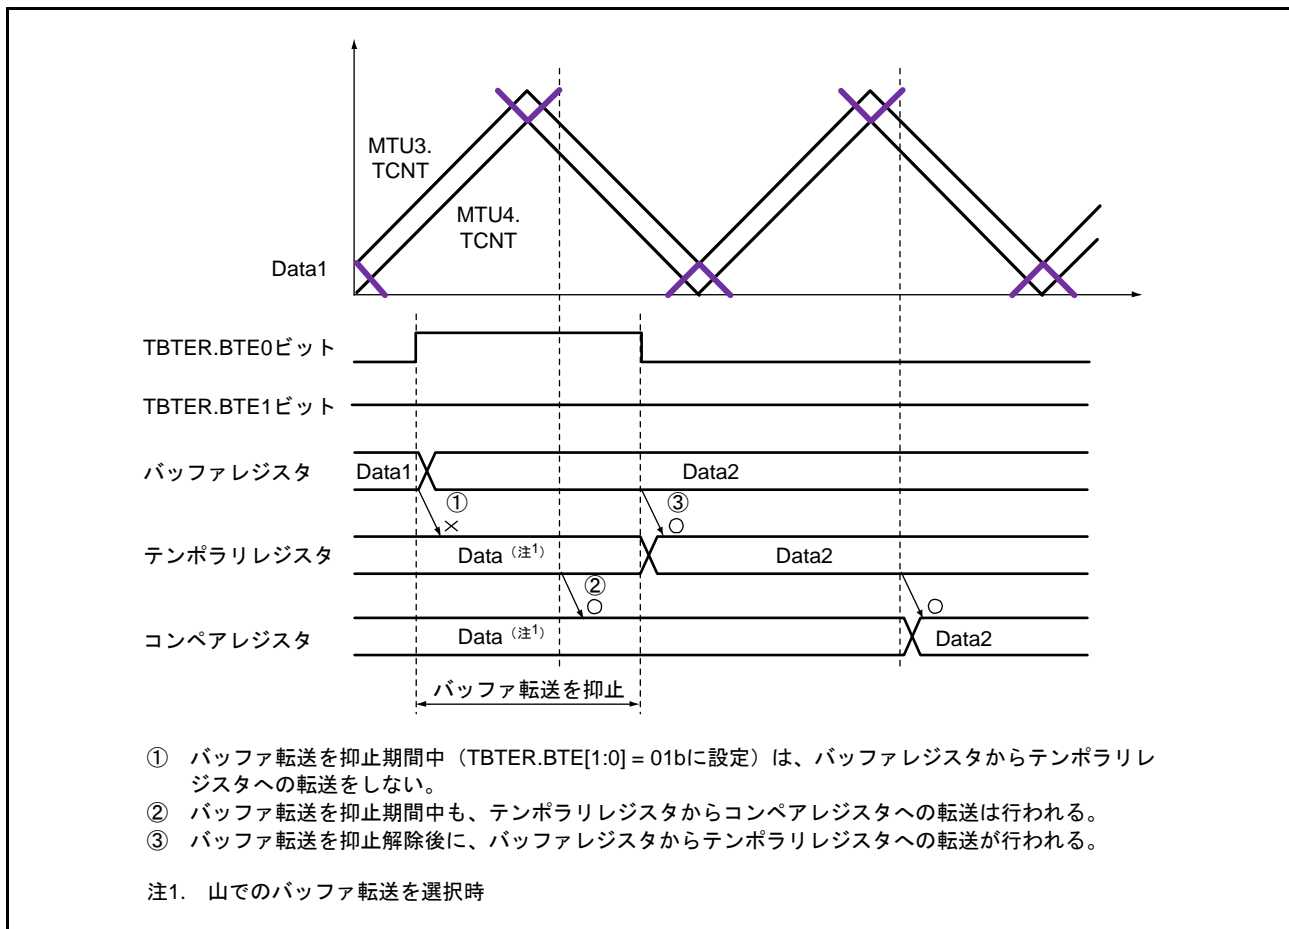 MTU3.
TCNT
MTU4.
TCNT
Data1
TBTER.BTE0ビット
TBTER.BTE1ビット
バッファレジスタ
Data1
Data2
①
×
③
○
テンポラリレジスタ
Data（注1）
Data2
②
○
○
コンペアレジスタ
Data（注1）
Data2
バッファ転送を抑止
① バッファ転送を抑止期間中（TBTER.BTE[1:0] = 01bに設定）は、バッファレジスタからテンポラリレ
ジスタへの転送をしない。
② バッファ転送を抑止期間中も、テンポラリレジスタからコンペアレジスタへの転送は行われる。
③ バッファ転送を抑止解除後に、バッファレジスタからテンポラリレジスタへの転送が行われる。
注1. 山でのバッファ転送を選択時